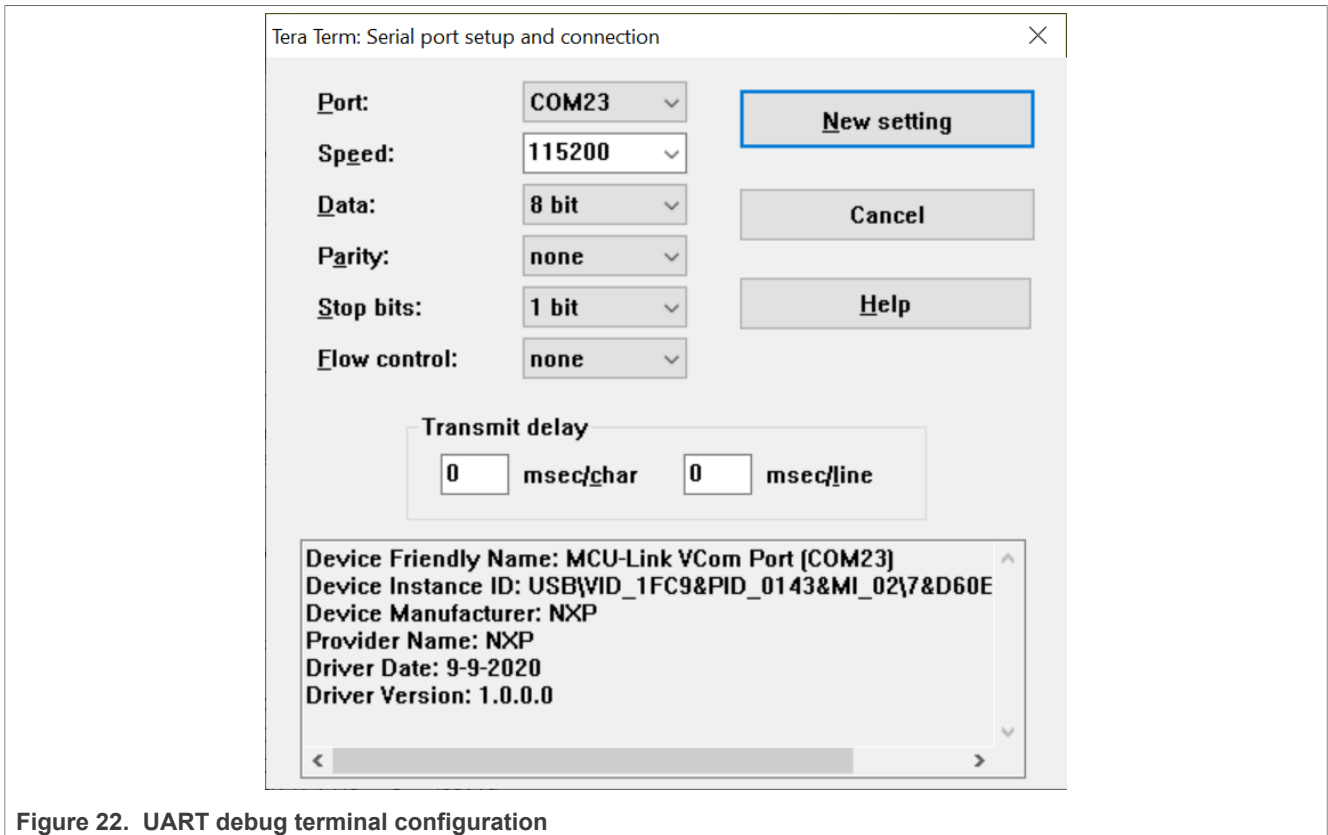 Tera Term: Serial port setup and connection
Port: COM23
New setting
Speed: 115200
Data: 8 bit
Cancel
Parity: none
Stop bits: 1 bit
Help
Flow control: none
Transmit delay
0 msec/char 0 msec/line
Device Friendly Name: MCU-Link VCom Port (COM23)
Device Instance ID: USB\VID_1FC9&PID_0143&MI_02\7&D60E
Device Manufacturer: NXP
Provider Name: NXP
Driver Date: 9-9-2020
Driver Version: 1.0.0.0
Figure 22. UART debug terminal configuration